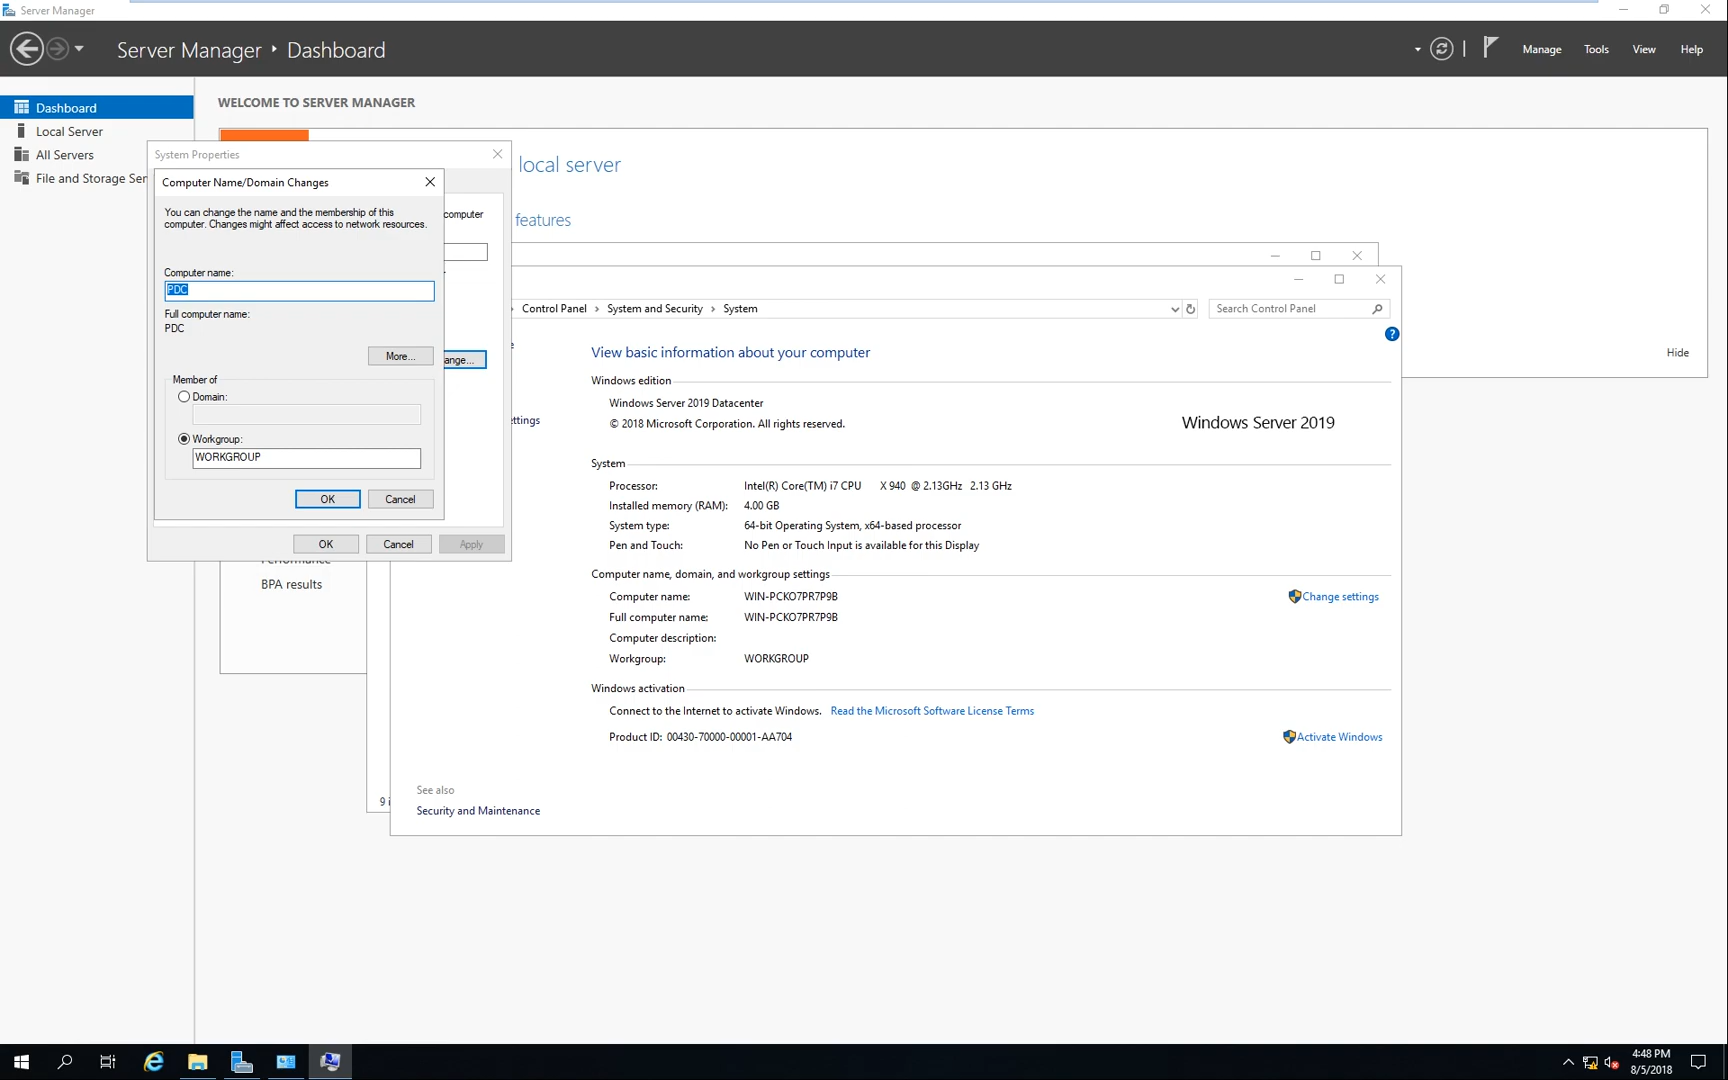 Server Manager
Server Manager ‣ Dashboard
Manage
Tools
View
Help
Dashboard
Local Server
All Servers
File and Storage Ser
WELCOME TO SERVER MANAGER
local server
features
Hide
BPA results
System Properties
computer
ange...
OK
Cancel
Apply
Computer Name/Domain Changes
You can change the name and the membership of this
computer. Changes might affect access to network resources.
Computer name:
PDC
Full computer name:
PDC
More...
Member of
Domain:
Workgroup:
WORKGROUP
OK
Cancel
Control Panel > System and Security > System
Search Control Panel
ettings
View basic information about your computer
Windows edition
Windows Server 2019 Datacenter
© 2018 Microsoft Corporation. All rights reserved.
Windows Server 2019
System
Processor: Intel(R) Core(TM) i7 CPU X 940 @ 2.13GHz 2.13 GHz
Installed memory (RAM): 4.00 GB
System type: 64-bit Operating System, x64-based processor
Pen and Touch: No Pen or Touch Input is available for this Display
Computer name, domain, and workgroup settings
Computer name: WIN-PCKO7PR7P9B
Change settings
Full computer name: WIN-PCKO7PR7P9B
Computer description:
Workgroup: WORKGROUP
Windows activation
Connect to the Internet to activate Windows. Read the Microsoft Software License Terms
Product ID: 00430-70000-00001-AA704
Activate Windows
See also
Security and Maintenance
4:48 PM
8/5/2018